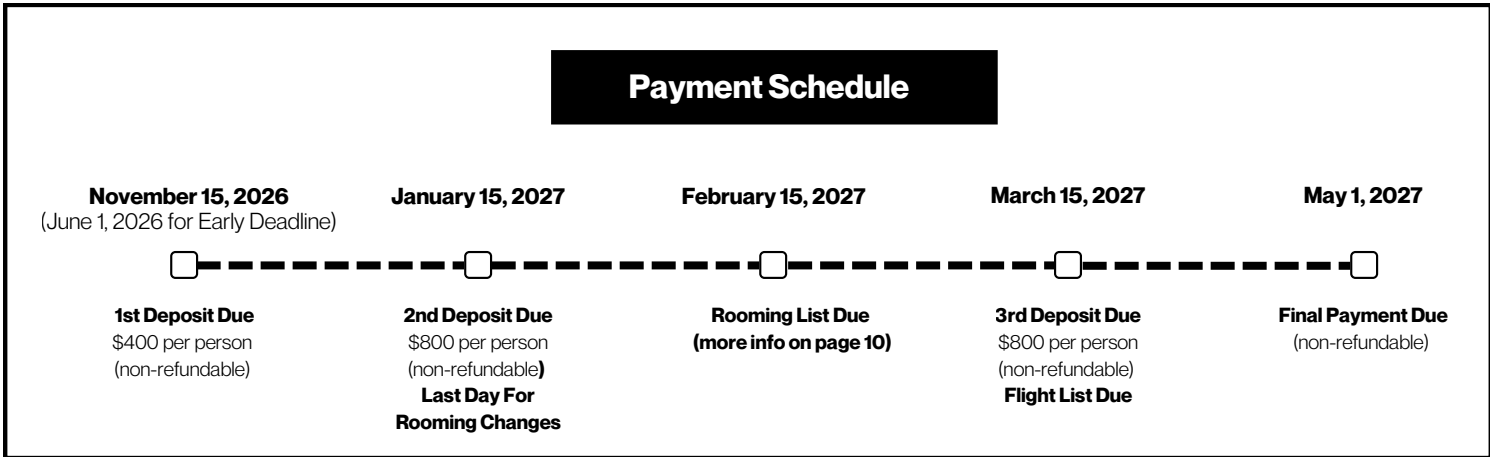 Payment Schedule
November 15, 2026
(June 1, 2026 for Early Deadline)
1st Deposit Due
$400 per person
(non-refundable)
January 15, 2027
2nd Deposit Due
$800 per person
(non-refundable)
Last Day For
Rooming Changes
February 15, 2027
Rooming List Due
(more info on page 10)
March 15, 2027
3rd Deposit Due
$800 per person
(non-refundable)
Flight List Due
May 1, 2027
Final Payment Due
(non-refundable)